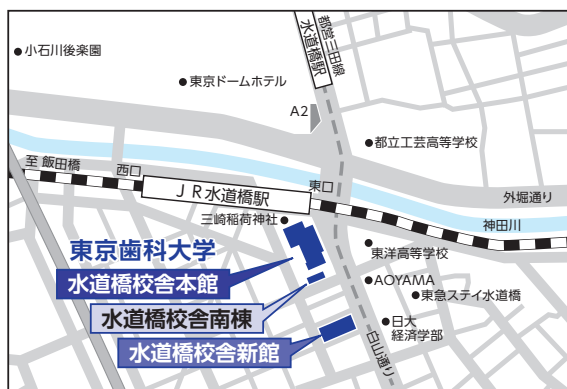 都営三田線
水道橋駅
小石川後楽園
東京ドームホテル
A2
都立工芸高等学校
至 飯田橋
西口
JR水道橋駅
東口
外堀通り
神田川
三崎稲荷神社
東京歯科大学
水道橋校舎本館
水道橋校舎南棟
水道橋校舎新館
東洋高等学校
AOYAMA
東急ステイ水道橋
日大
経済学部
白山通り